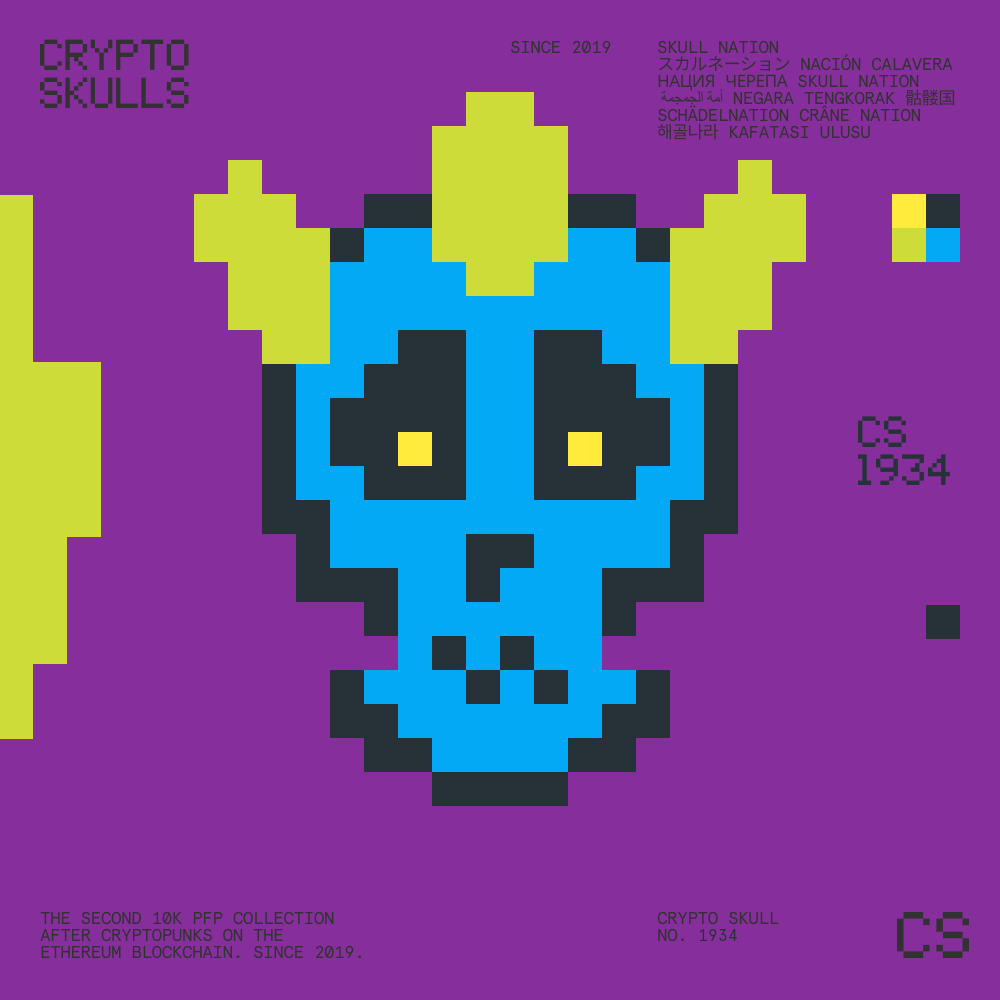 CRYPTO
SKULLS
SINCE 2019
SKULL NATION
スカルネーション NACIÓN CALAVERA
НАЦИЯ ЧЕРЕПА SKULL NATION
أمة الجمجمة NEGARA TENGKORAK 骷髅国
SCHÄDELNATION CRÂNE NATION
해골나라 KAFATASI ULUSU
CS
1934
THE SECOND 10K PFP COLLECTION
AFTER CRYPTOPUNKS ON THE
ETHEREUM BLOCKCHAIN. SINCE 2019.
CRYPTO SKULL
NO. 1934
CS